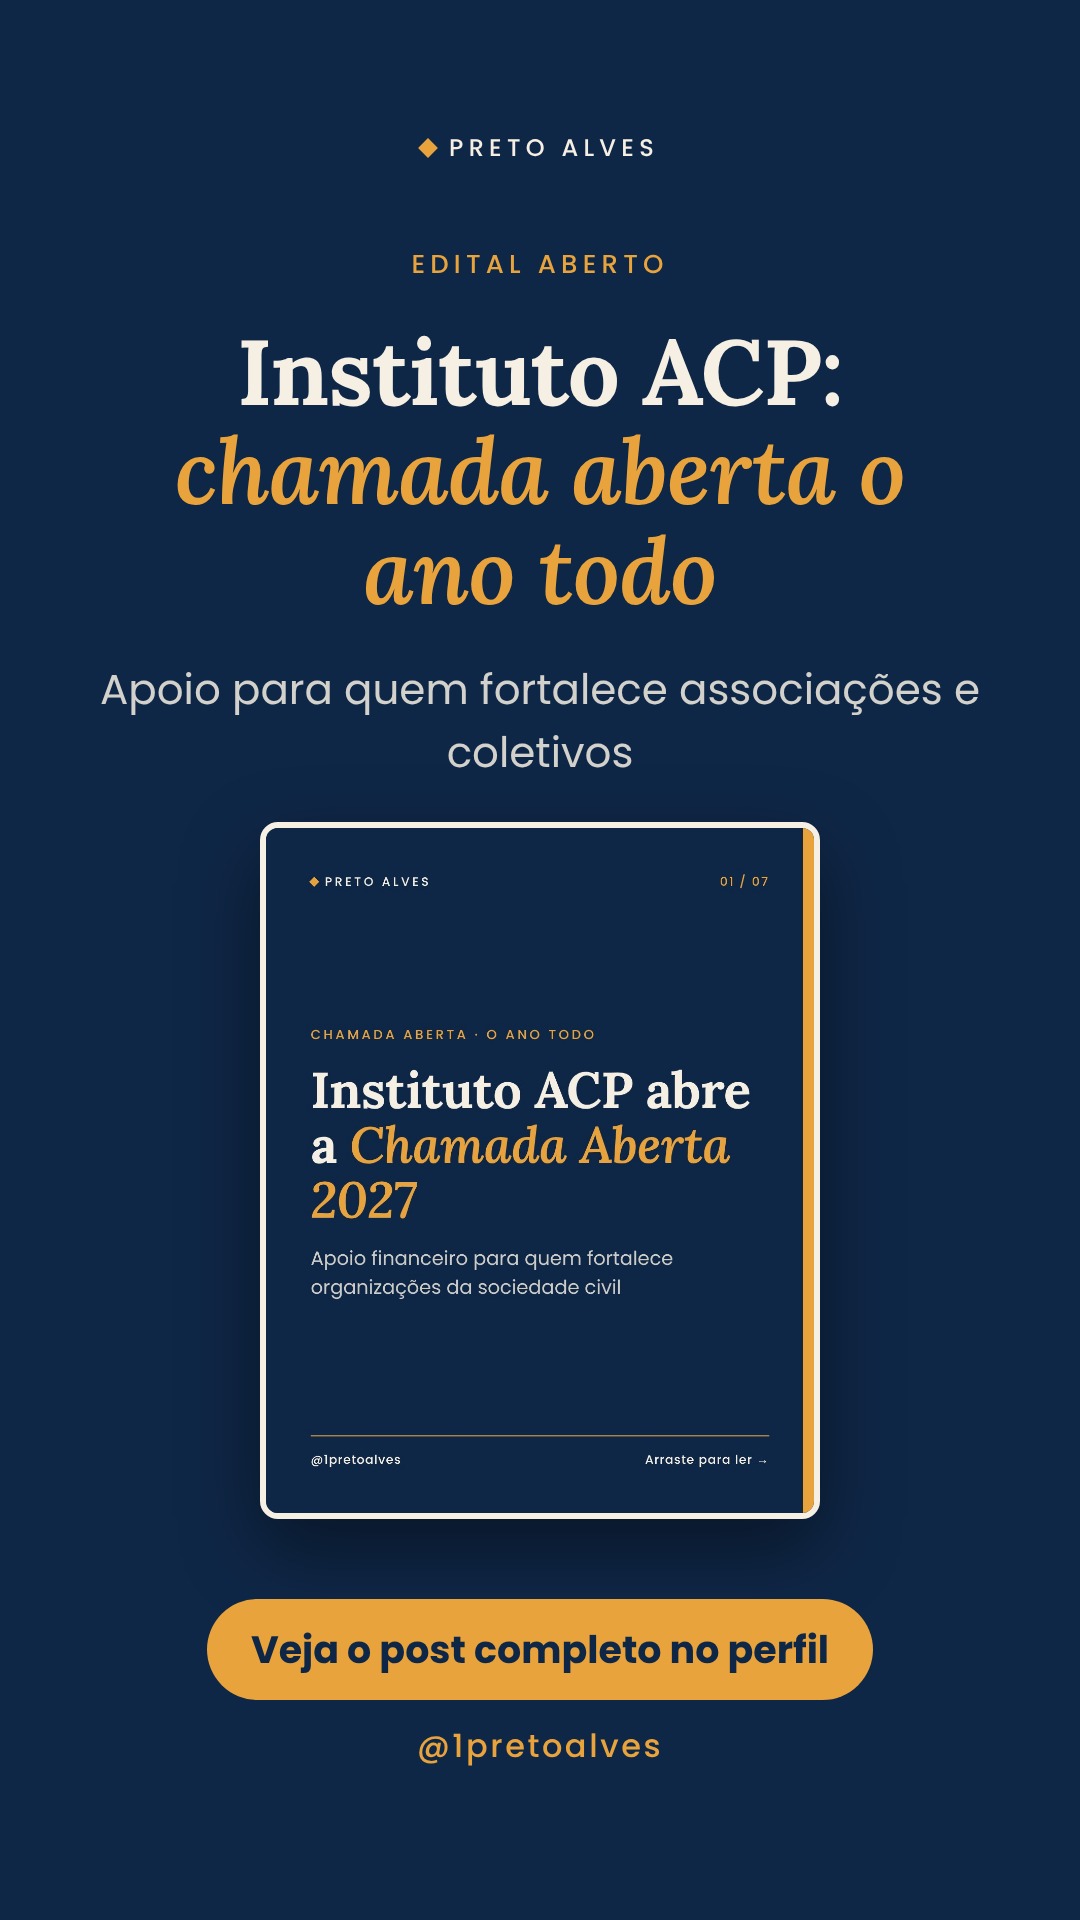 PRETO ALVES
EDITAL ABERTO
Instituto ACP:
chamada aberta o
ano todo
Apoio para quem fortalece associações e
coletivos
PRETO ALVES
01 / 07
CHAMADA ABERTA · O ANO TODO
Instituto ACP abre
a Chamada Aberta
2027
Apoio financeiro para quem fortalece
organizações da sociedade civil
@1pretoalves
Arraste para ler →
Veja o post completo no perfil
@1pretoalves